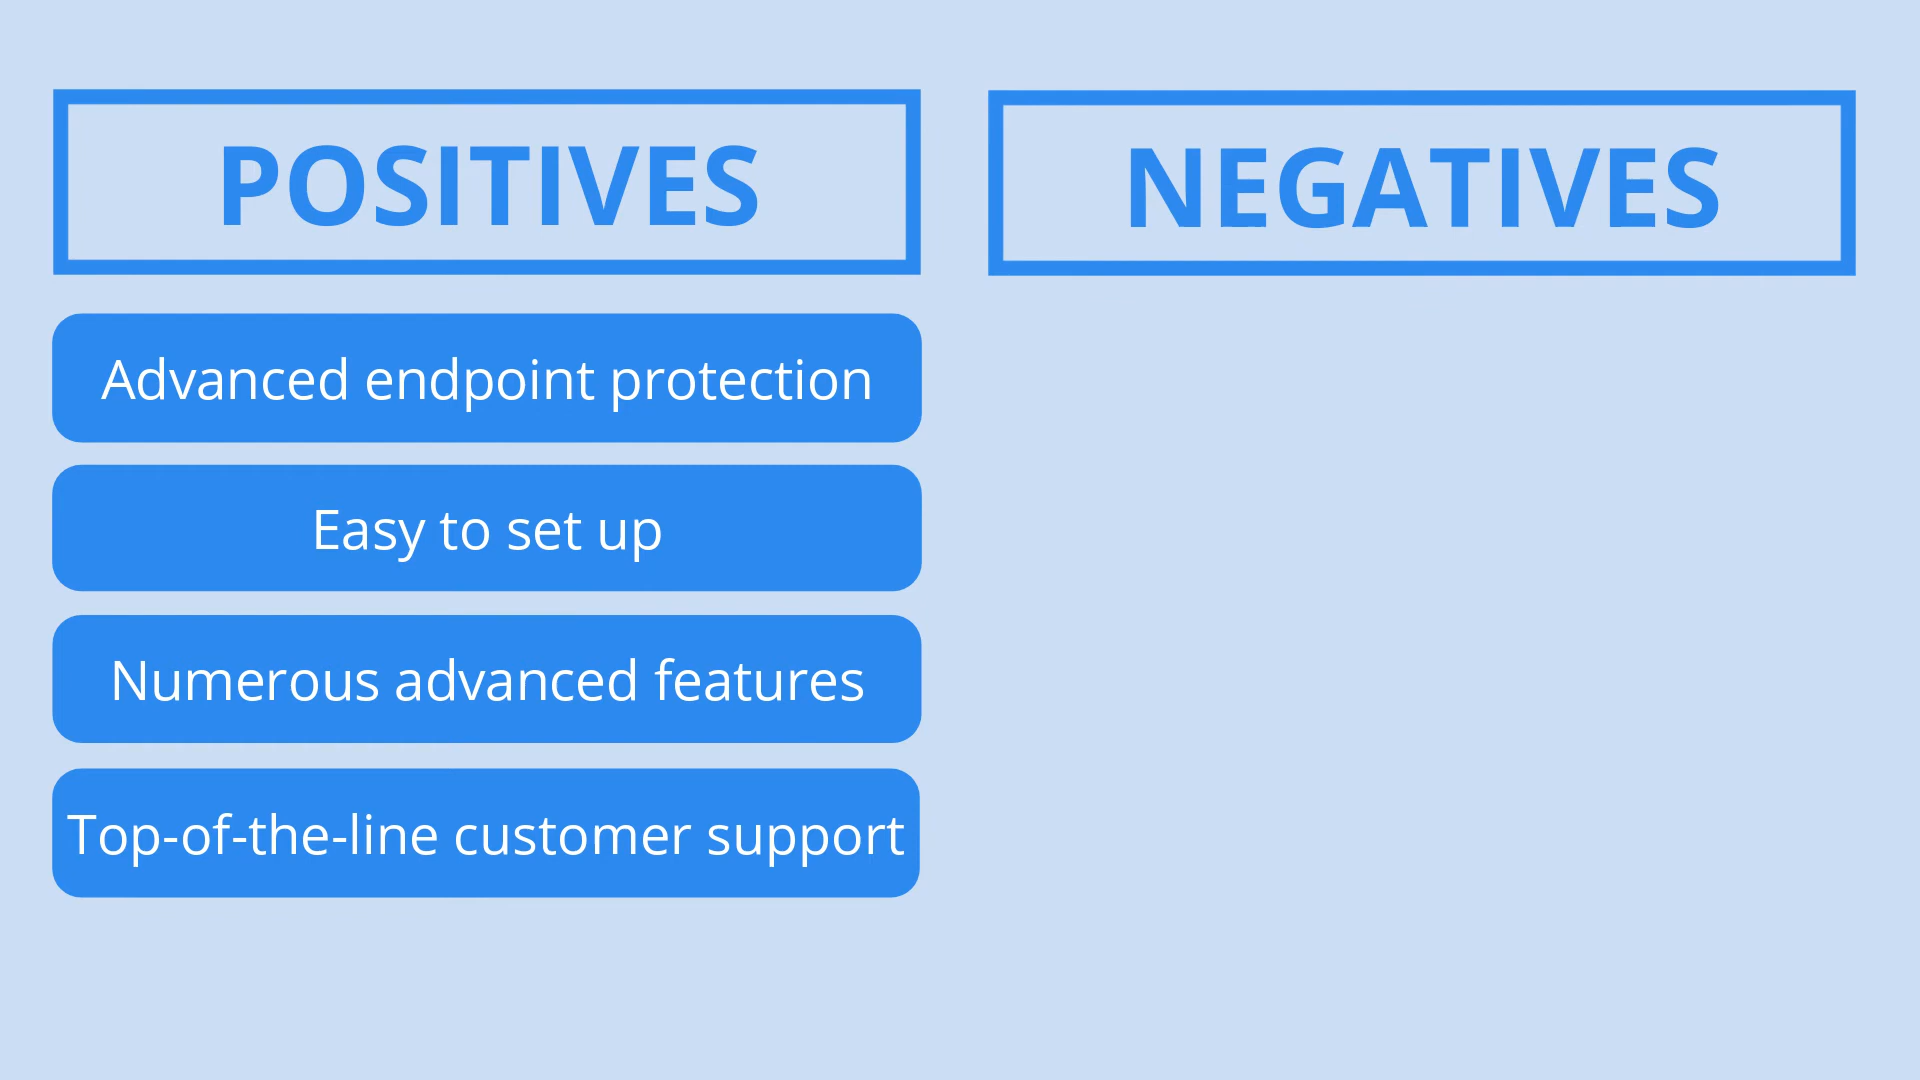 POSITIVES
NEGATIVES
Advanced endpoint protection
Easy to set up
Numerous advanced features
Top-of-the-line customer support